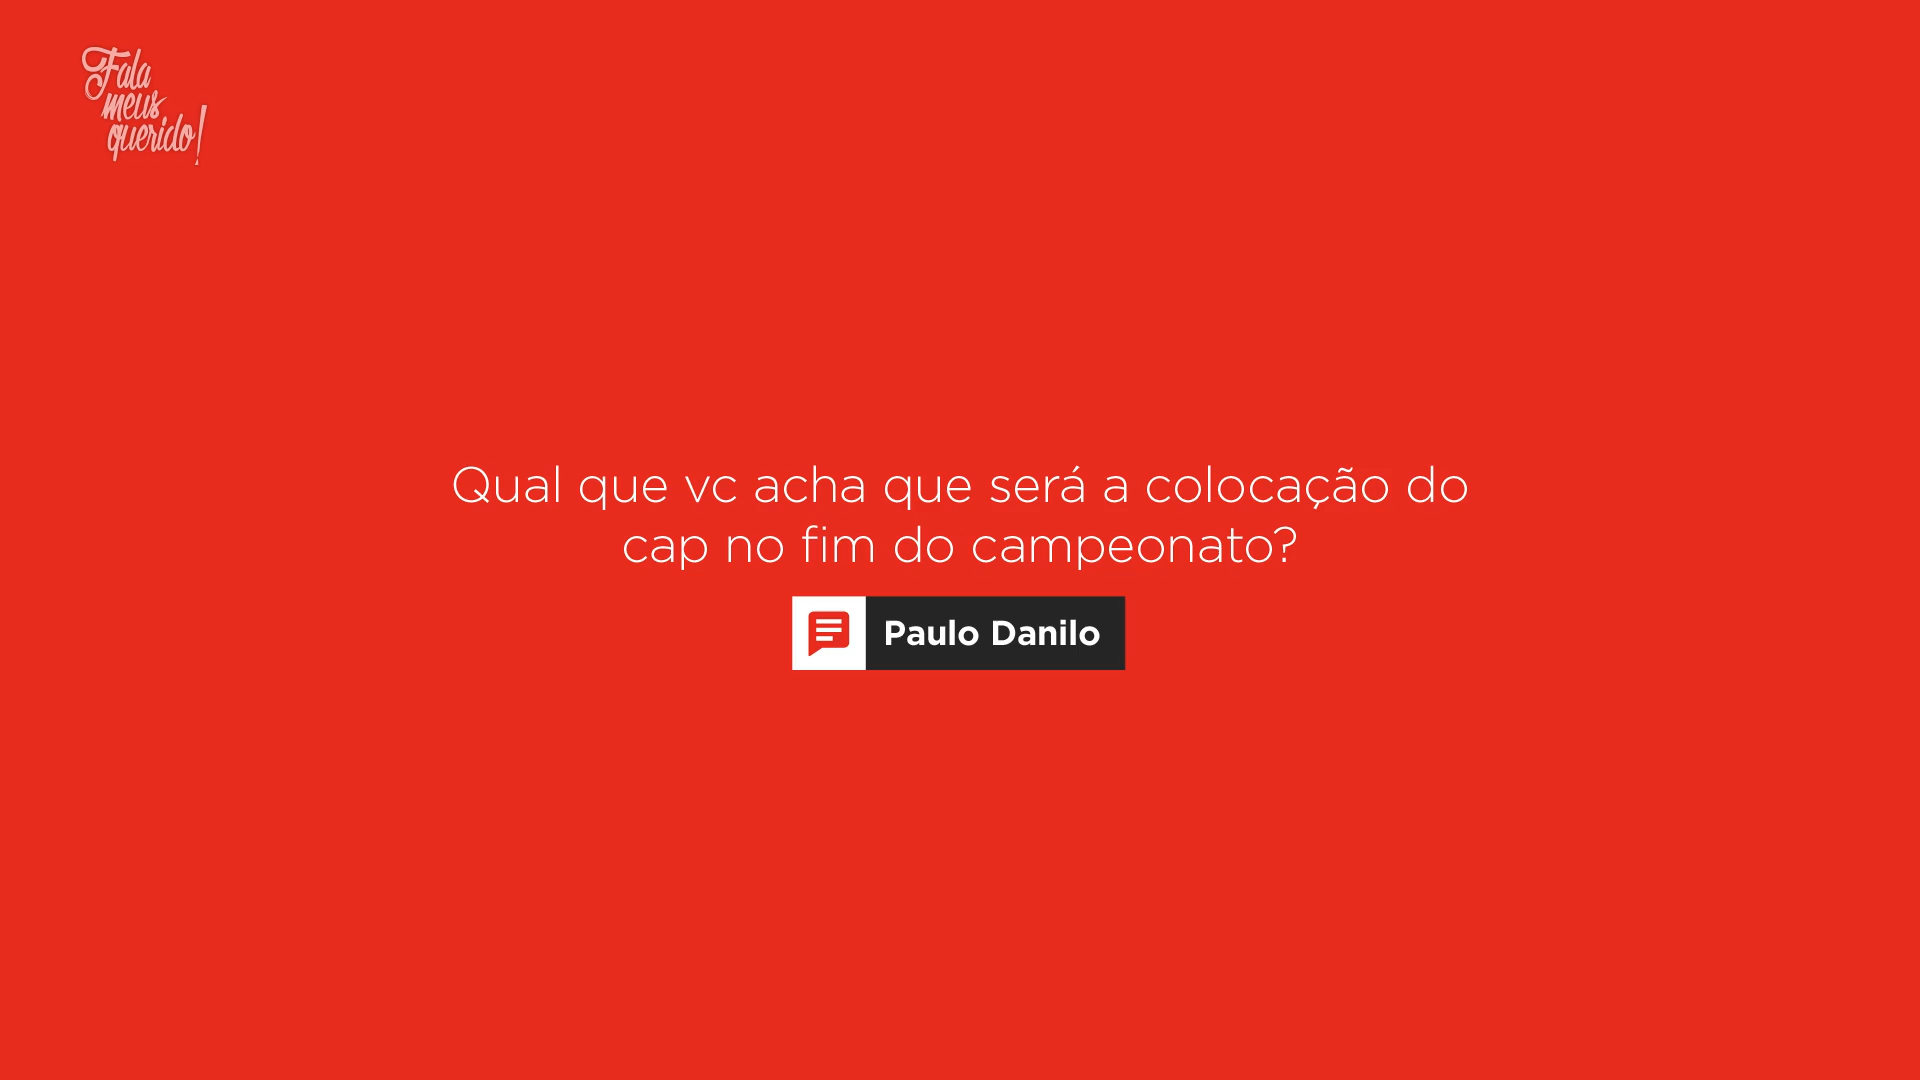 Fala
meus
querido!
Qual que vc acha que será a colocação do
cap no fim do campeonato?
Paulo Danilo